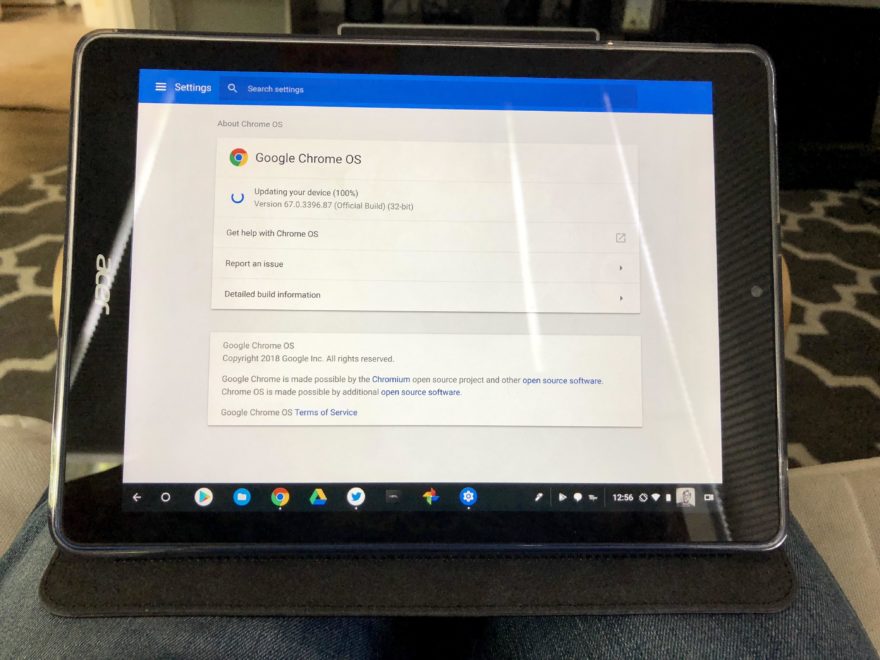 Settings
Search settings
About Chrome OS
Google Chrome OS
Updating your device (100%)
Version 67.0.3396.87 (Official Build) (32-bit)
Get help with Chrome OS
Report an issue
Detailed build information
Google Chrome OS
Copyright 2018 Google Inc. All rights reserved.
Google Chrome is made possible by the Chromium open source project and other open source software.
Chrome OS is made possible by additional open source software.
Google Chrome OS Terms of Service
12:56
acer